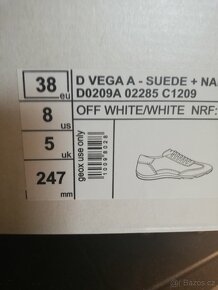 38 eu
8 us
5 uk
247 mm
D VEGA A - SUEDE + NA
D0209A 02285 C1209
OFF WHITE/WHITE NRF:
geox use only
Bazoš.cz